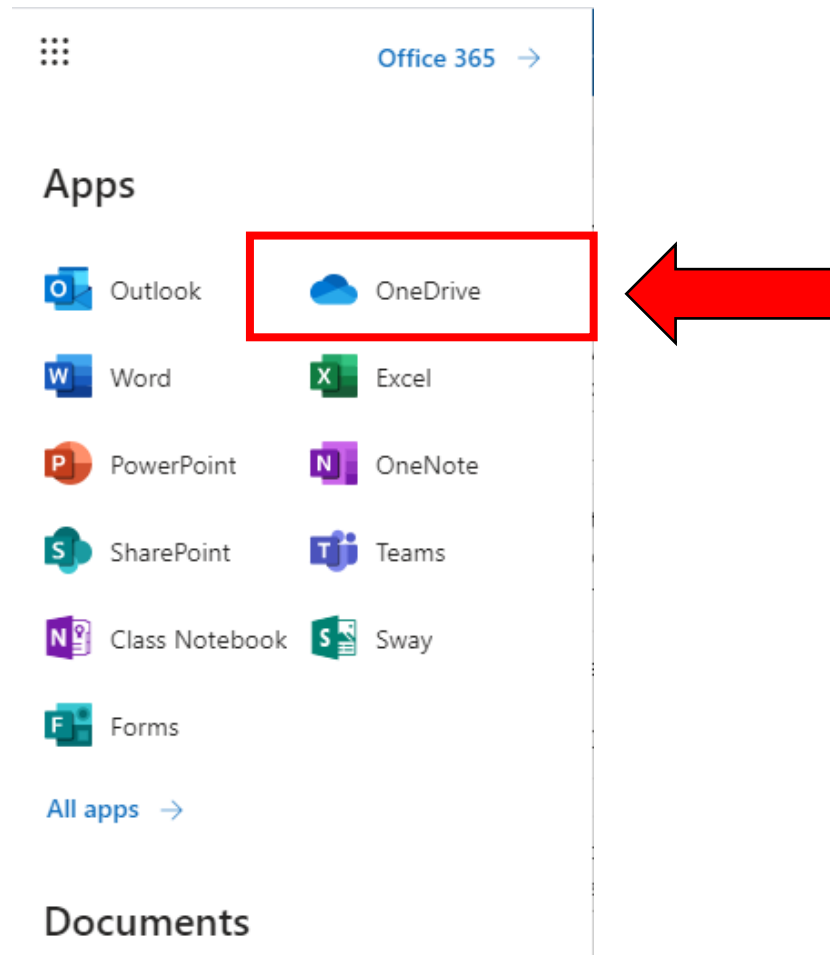 Office 365 →
Apps
Outlook OneDrive
Word Excel
PowerPoint OneNote
SharePoint Teams
Class Notebook Sway
Forms
All apps →
Documents